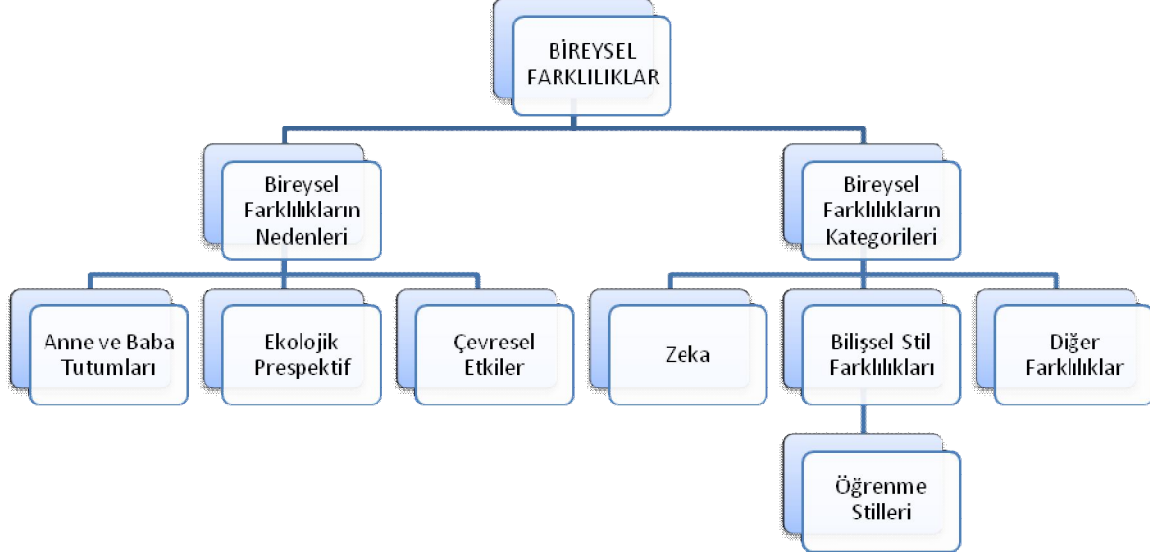 BİREYSEL
FARKLILIKLAR
Bireysel
Farklılıkların
Nedenleri
Bireysel
Farklılıkların
Kategorileri
Anne ve Baba
Tutumları
Ekolojik
Prespektif
Çevresel
Etkiler
Zeka
Bilişsel Stil
Farklılıkları
Diğer
Farklılıklar
Öğrenme
Stilleri